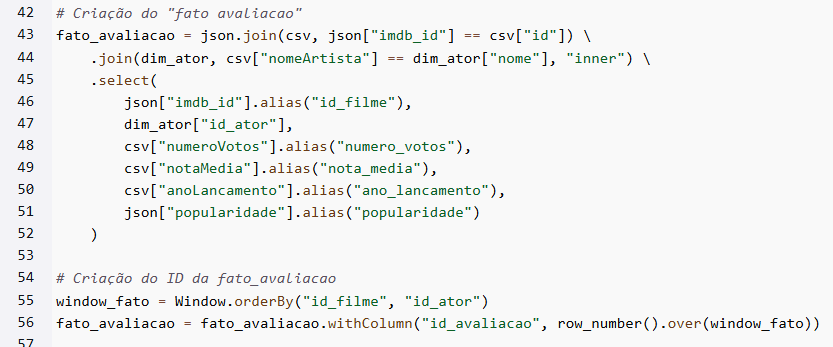 42 # Criação do "fato avaliacao"
43 fato_avaliacao = json.join(csv, json["imdb_id"] == csv["id"]) \
44     .join(dim_ator, csv["nomeArtista"] == dim_ator["nome"], "inner") \
45     .select(
46         json["imdb_id"].alias("id_filme"),
47         dim_ator["id_ator"],
48         csv["numeroVotos"].alias("numero_votos"),
49         csv["notaMedia"].alias("nota_media"),
50         csv["anoLancamento"].alias("ano_lancamento"),
51         json["popularidade"].alias("popularidade")
52     )
53
54 # Criação do ID da fato_avaliacao
55 window_fato = Window.orderBy("id_filme", "id_ator")
56 fato_avaliacao = fato_avaliacao.withColumn("id_avaliacao", row_number().over(window_fato))
57